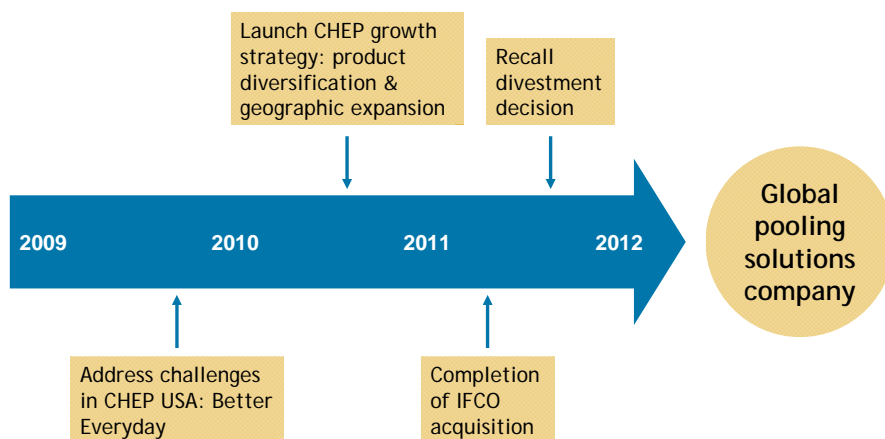 Launch CHEP growth
strategy: product
diversification &
geographic expansion
Recall
divestment
decision
2009
2010
2011
2012
Global
pooling
solutions
company
Address challenges
in CHEP USA: Better
Everyday
Completion
of IFCO
acquisition